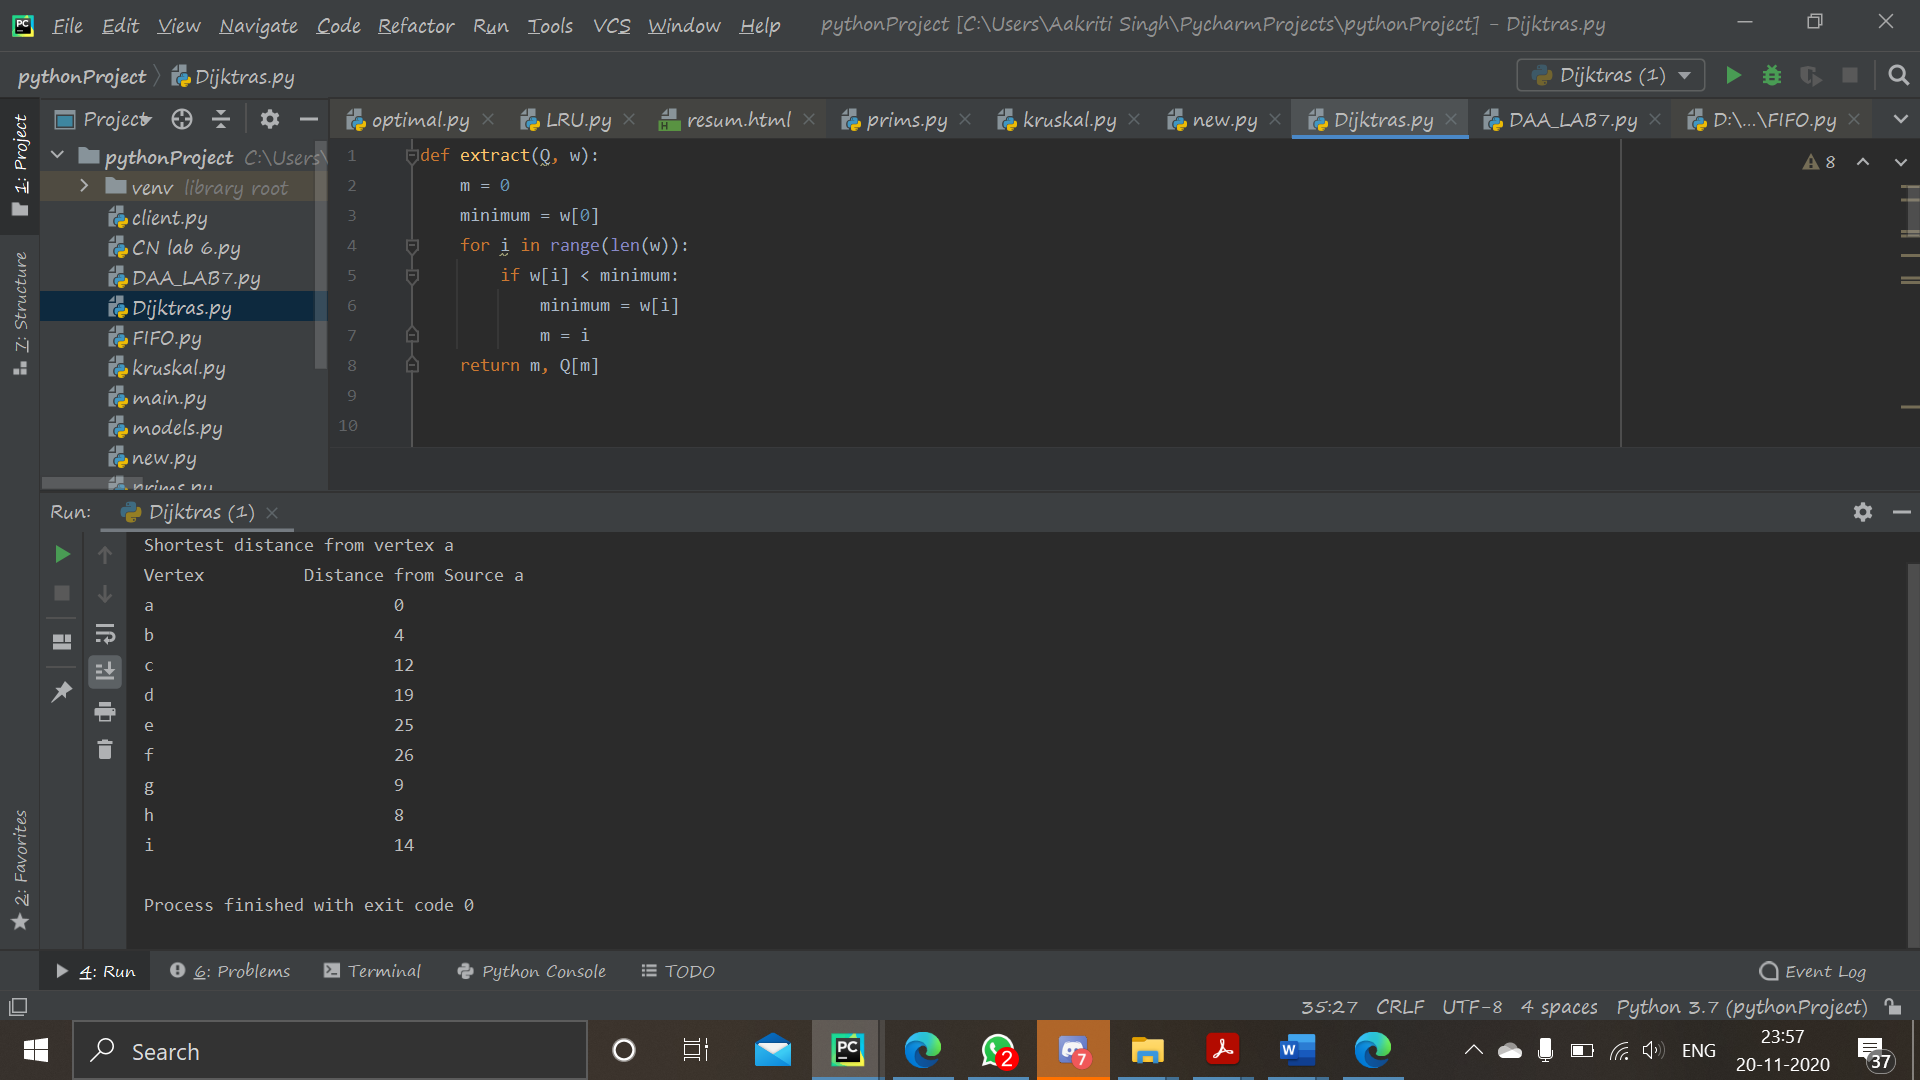 File Edit View Navigate Code Refactor Run Tools VCS Window Help pythonProject [C:\Users\Aakriti Singh\PycharmProjects\pythonProject] - Dijktras.py
pythonProject Dijktras.py Dijktras (1)
1: Project
7: Structure
2: Favorites
Project
pythonProject C:\Users\
venv library root
client.py
CN lab 6.py
DAA_LAB7.py
Dijktras.py
FIFO.py
kruskal.py
main.py
models.py
new.py
prims.py
optimal.py LRU.py resum.html prims.py kruskal.py new.py Dijktras.py DAA_LAB7.py D:\...\FIFO.py
8
1 def extract(Q, w):
2 m = 0
3 minimum = w[0]
4 for i in range(len(w)):
5 if w[i] < minimum:
6 minimum = w[i]
7 m = i
8 return m, Q[m]
9
10
Run: Dijktras (1)
Shortest distance from vertex a
Vertex Distance from Source a
a 0
b 4
c 12
d 19
e 25
f 26
g 9
h 8
i 14
Process finished with exit code 0
4: Run 6: Problems Terminal Python Console TODO Event Log
35:27 CRLF UTF-8 4 spaces Python 3.7 (pythonProject)
Search PC 2 7 W ENG 23:57
20-11-2020 37